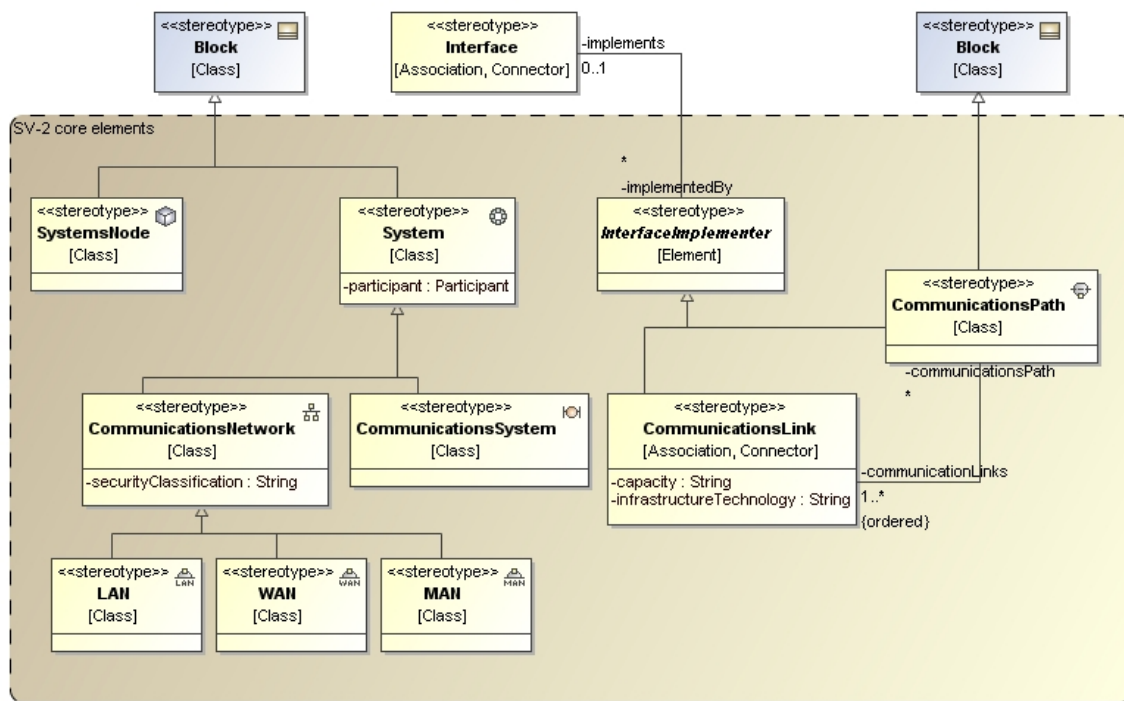 <<stereotype>>
Block
[Class]
<<stereotype>>
Interface
[Association, Connector]
-implements
0..1
<<stereotype>>
Block
[Class]
SV-2 core elements
*
-implementedBy
<<stereotype>>
SystemsNode
[Class]
<<stereotype>>
System
[Class]
-participant : Participant
<<stereotype>>
InterfaceImplementer
[Element]
<<stereotype>>
CommunicationsPath
[Class]
-communicationsPath
*
<<stereotype>>
CommunicationsNetwork
[Class]
-securityClassification : String
<<stereotype>>
CommunicationsSystem
[Class]
<<stereotype>>
CommunicationsLink
[Association, Connector]
-capacity : String
-infrastructureTechnology : String
-communicationLinks
1..*
{ordered}
<<stereotype>>
LAN
LAN
[Class]
<<stereotype>>
WAN
WAN
[Class]
<<stereotype>>
MAN
MAN
[Class]